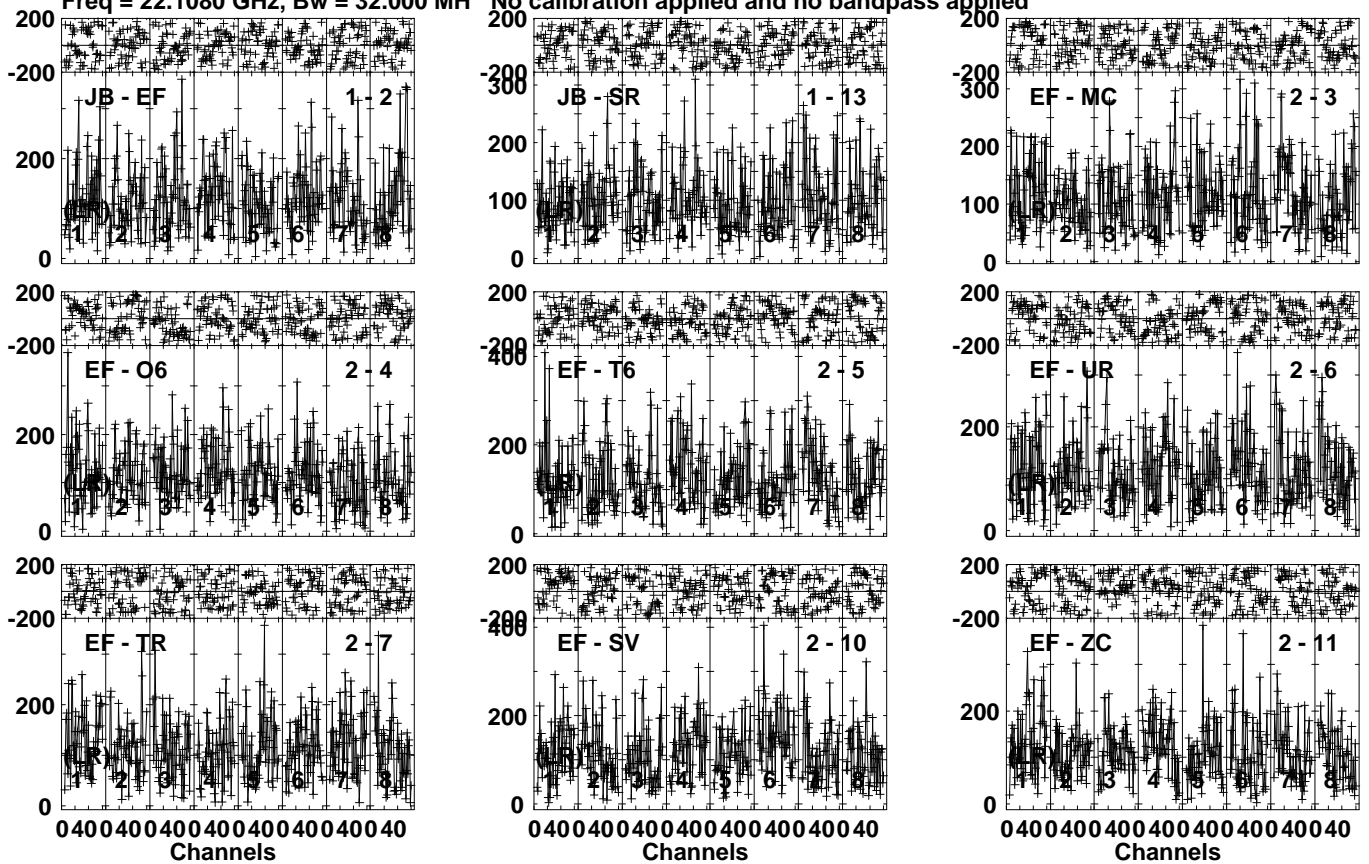 Freq = 22.1080 GHz, Bw = 32.000 MH No calibration applied and no bandpass applied
200 200 200
-200 -200 -200
JB - EF 1 - 2 300 JB - SR 1 - 13 300 EF - MC 2 - 3
200 200 200
100 100
(LR) (LR) (LR)
1 2 3 4 5 6 7 8 1 2 3 4 5 6 7 8 1 2 3 4 5 6 7 8
0 0 0
200 200 200
-200 -200 -200
400
EF - O6 2 - 4 EF - T6 2 - 5 EF - UR 2 - 6
200 200 200
(LR) (LR) (LR)
1 2 3 4 5 6 7 8 1 2 3 4 5 6 7 8 1 2 3 4 5 6 7 8
0 0 0
200 200 200
-200 -200 -200
400
EF - TR 2 - 7 EF - SV 2 - 10 EF - ZC 2 - 11
200 200 200
(LR) (LR) (LR)
1 2 3 4 5 6 7 8 1 2 3 4 5 6 7 8 1 2 3 4 5 6 7 8
0 0 0
0 40 0 40 0 40 0 40 0 40 0 40 0 40 0 40 0 40 0 40 0 40 0 40 0 40 0 40 0 40 0 40 0 40 0 40 0 40 0 40 0 40 0 40 0 40 0 40
Channels Channels Channels